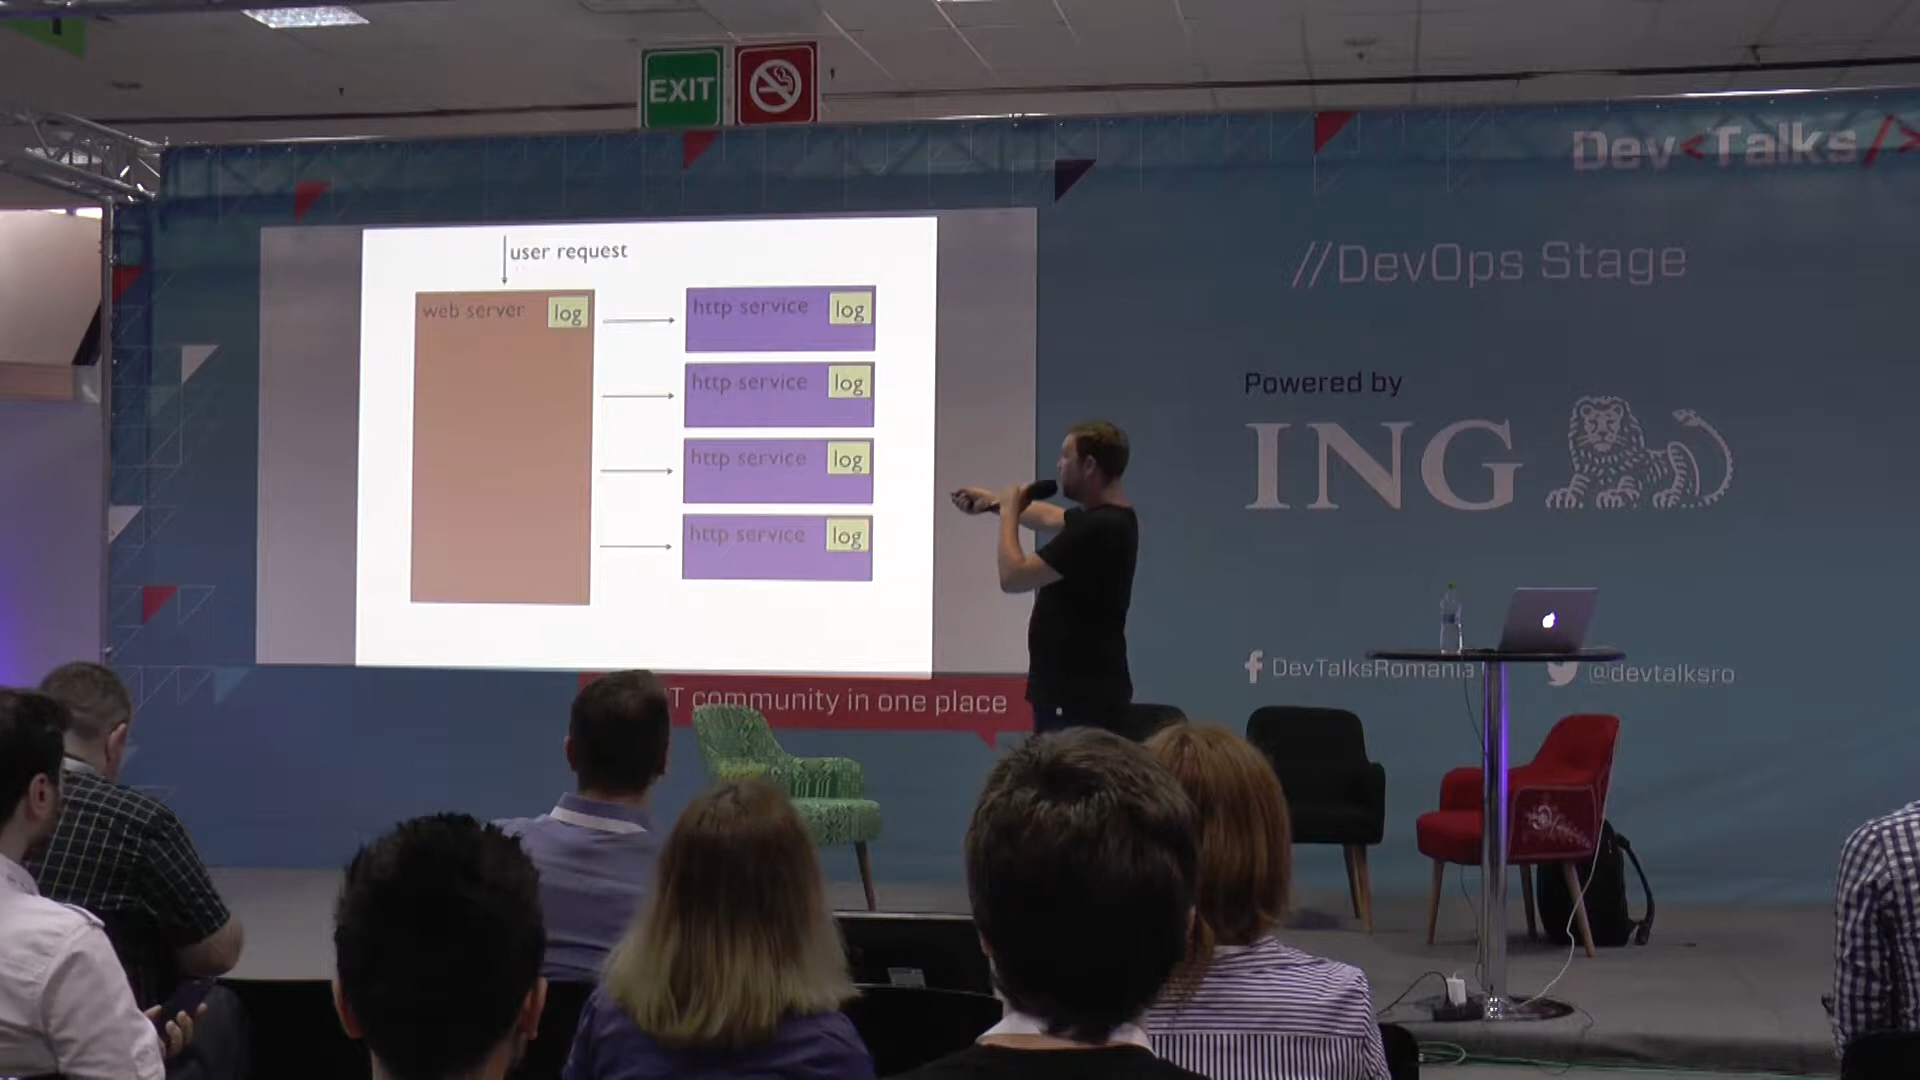 EXIT
Dev<Talks/>
//DevOps Stage
user request
web server
log
http service
log
http service
log
http service
log
http service
log
Powered by
ING
DevTalksRomania
@devtalksro
community in one place